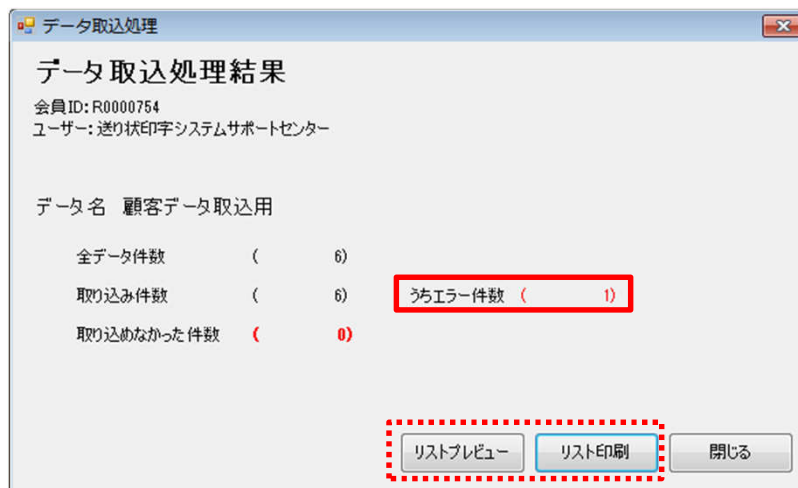 データ取込処理
データ取込処理結果
会員ID:R0000754
ユーザー:送り状印字システムサポートセンター
データ名 顧客データ取込用
全データ件数 ( 6)
取り込み件数 ( 6) うちエラー件数 ( 1)
取り込めなかった件数 ( 0)
リストプレビュー リスト印刷 閉じる